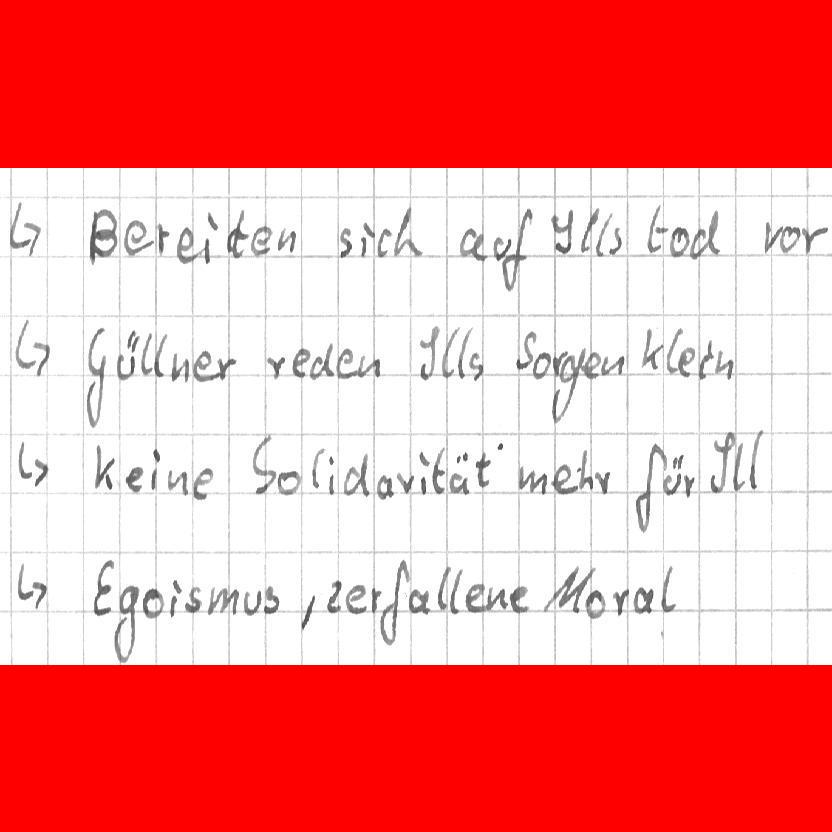 ↳ Bereiten sich auf Ills tod vor
↳ Güllner reden Ills Sorgen klein
↳ keine Solidarität mehr für Ill
↳ Egoismus, zerfallene Moral